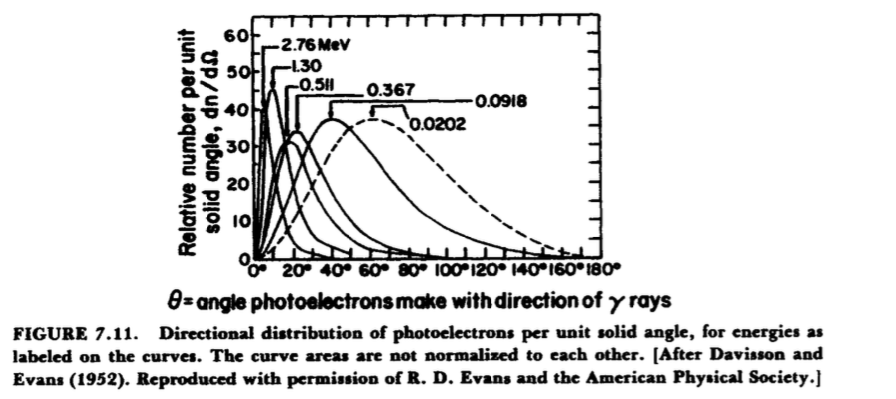 Relative number per unit
solid angle, dn/dΩ
60
50
40
30
20
10
0
2.76 MeV
1.30
0.511
0.367
0.0918
0.0202
0° 20° 40° 60° 80° 100° 120° 140° 160° 180°
θ = angle photoelectrons make with direction of γ rays
FIGURE 7.11. Directional distribution of photoelectrons per unit solid angle, for energies as
labeled on the curves. The curve areas are not normalized to each other. [After Davisson and
Evans (1952). Reproduced with permission of R. D. Evans and the American Physical Society.]